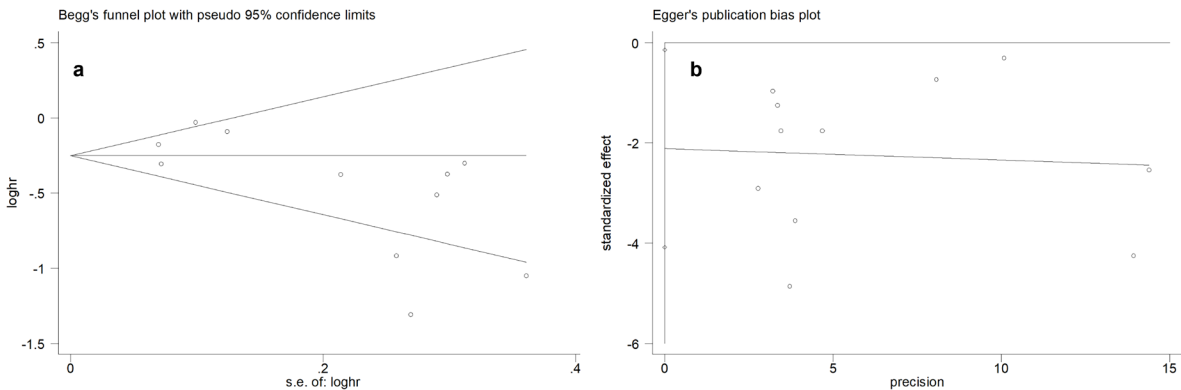 Begg's funnel plot with pseudo 95% confidence limits
a
.5
0
-.5
-1
-1.5
loghr
0
.2
.4
s.e. of: loghr
Egger's publication bias plot
b
0
-2
-4
-6
standardized effect
0
5
10
15
precision